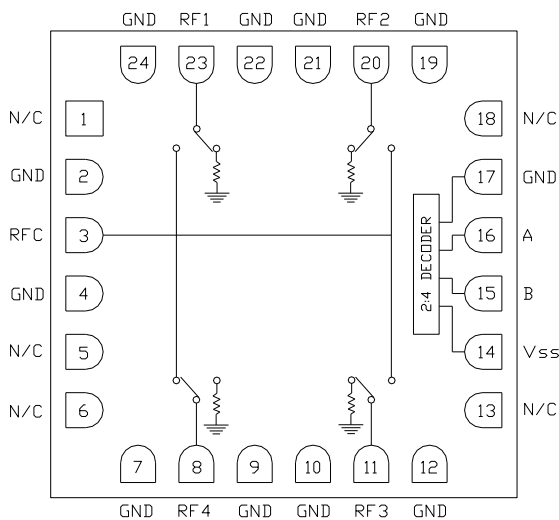 GND RF1 GND GND RF2 GND
24 23 22 21 20 19
N/C 1 18 N/C
GND 2 17 GND
RFC 3 16 A
GND 4 15 B
N/C 5 14 Vss
N/C 6 13 N/C
2:4 DECODER
7 8 9 10 11 12
GND RF4 GND GND RF3 GND